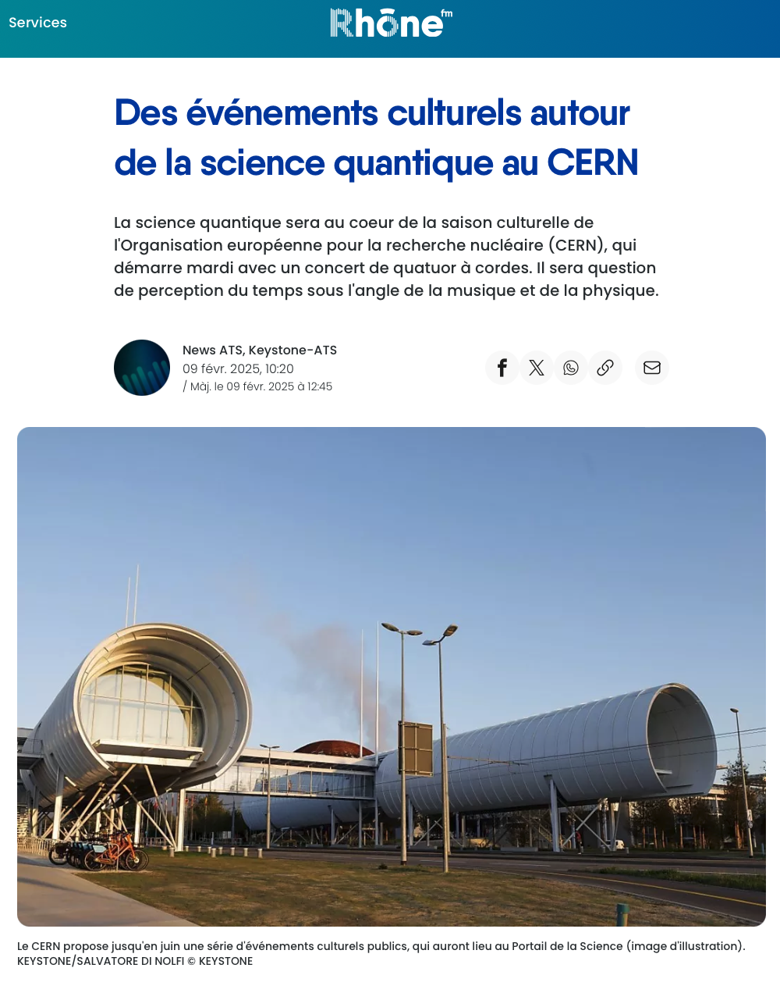 Services
Rhône fm
Des événements culturels autour
de la science quantique au CERN
La science quantique sera au coeur de la saison culturelle de
l'Organisation européenne pour la recherche nucléaire (CERN), qui
démarre mardi avec un concert de quatuor à cordes. Il sera question
de perception du temps sous l'angle de la musique et de la physique.
News ATS, Keystone-ATS
09 févr. 2025, 10:20
/ Màj. le 09 févr. 2025 à 12:45
Le CERN propose jusqu'en juin une série d'événements culturels publics, qui auront lieu au Portail de la Science (image d'illustration).
KEYSTONE/SALVATORE DI NOLFI © KEYSTONE